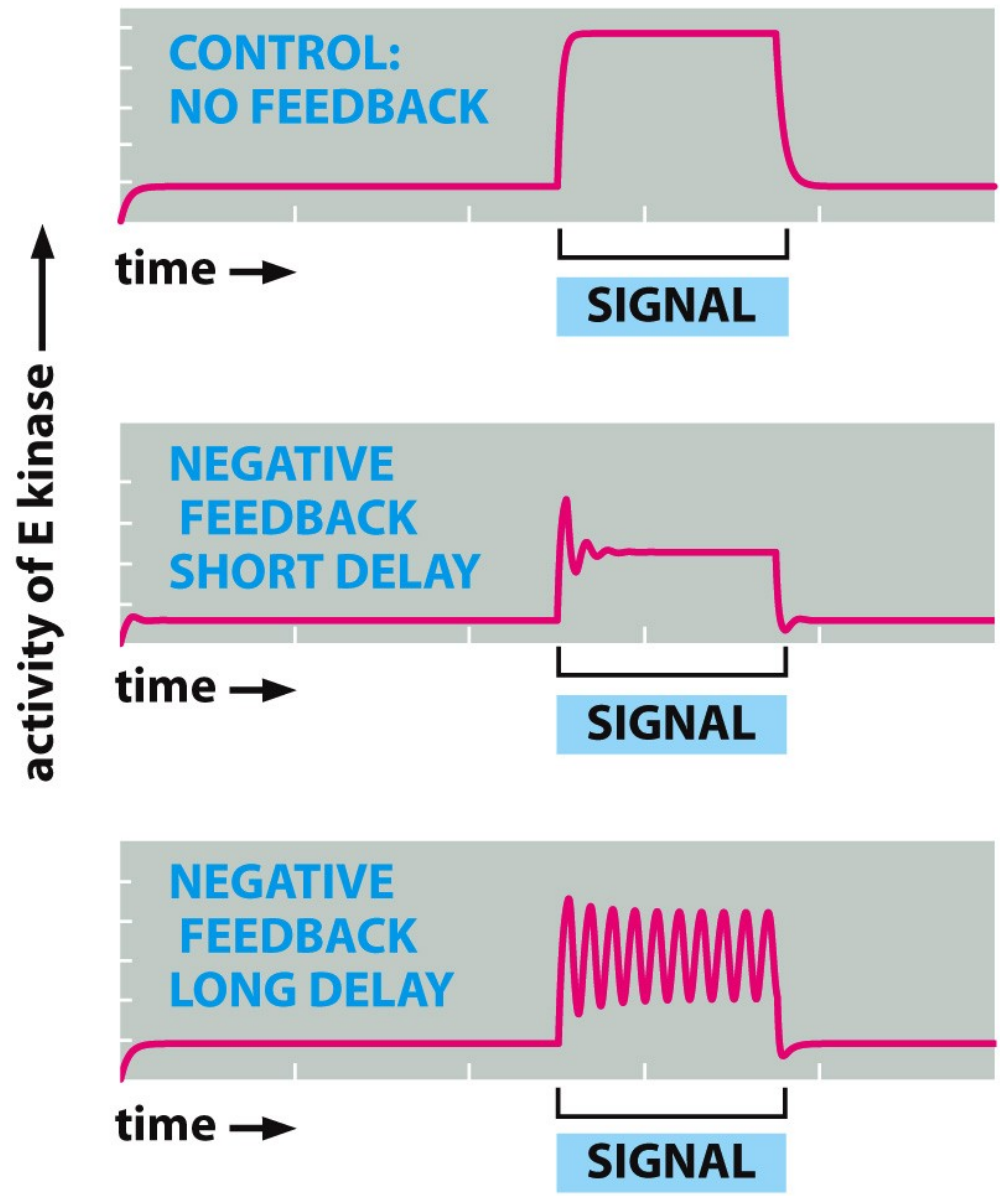 activity of E kinase
CONTROL:
NO FEEDBACK
time
SIGNAL
NEGATIVE
FEEDBACK
SHORT DELAY
time
SIGNAL
NEGATIVE
FEEDBACK
LONG DELAY
time
SIGNAL